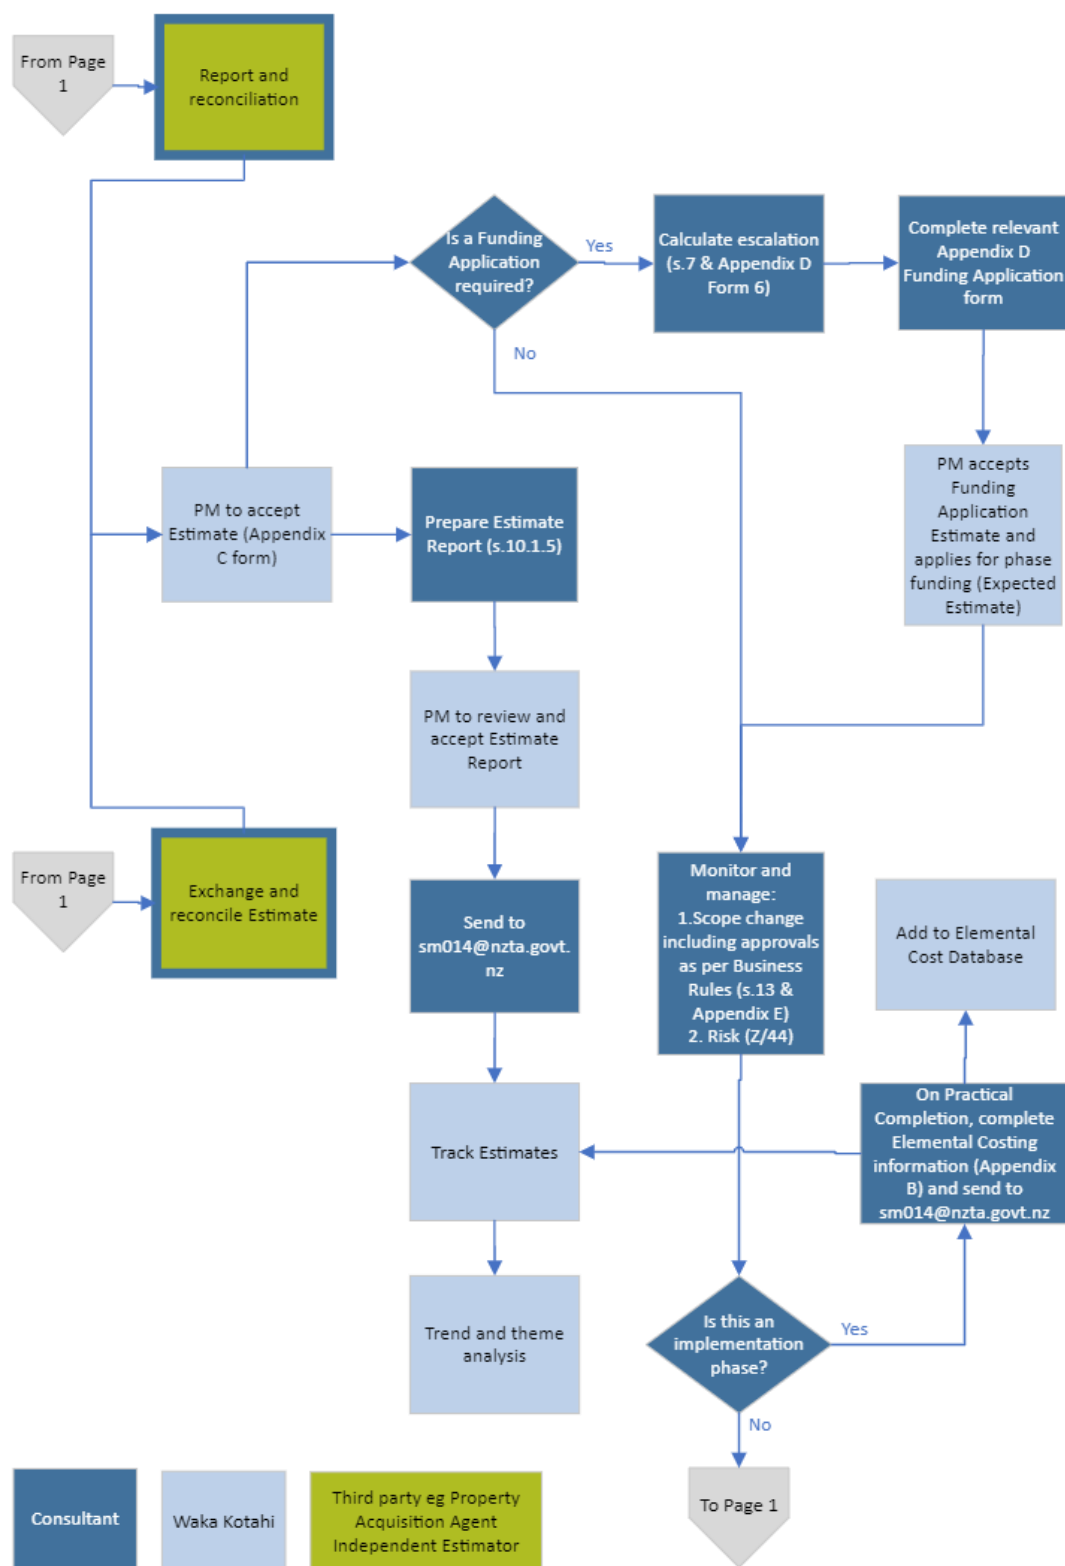 From Page
1
Report and
reconciliation
Is a Funding
Application
required?
Yes
No
Calculate escalation
(s.7 & Appendix D
Form 6)
Complete relevant
Appendix D
Funding Application
form
PM to accept
Estimate (Appendix
C form)
Prepare Estimate
Report (s.10.1.5)
PM accepts
Funding
Application
Estimate and
applies for phase
funding (Expected
Estimate)
PM to review and
accept Estimate
Report
From Page
1
Exchange and
reconcile Estimate
Send to
sm014@nzta.govt.
nz
Monitor and
manage:
1.Scope change
including approvals
as per Business
Rules (s.13 &
Appendix E)
2. Risk (Z/44)
Add to Elemental
Cost Database
Track Estimates
On Practical
Completion, complete
Elemental Costing
information (Appendix
B) and send to
sm014@nzta.govt.nz
Trend and theme
analysis
Is this an
implementation
phase?
Yes
No
To Page 1
Consultant
Waka Kotahi
Third party eg Property
Acquisition Agent
Independent Estimator